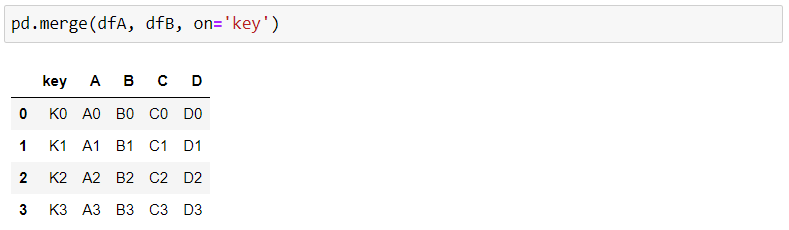 pd.merge(dfA, dfB, on='key')
key A B C D
0 K0 A0 B0 C0 D0
1 K1 A1 B1 C1 D1
2 K2 A2 B2 C2 D2
3 K3 A3 B3 C3 D3